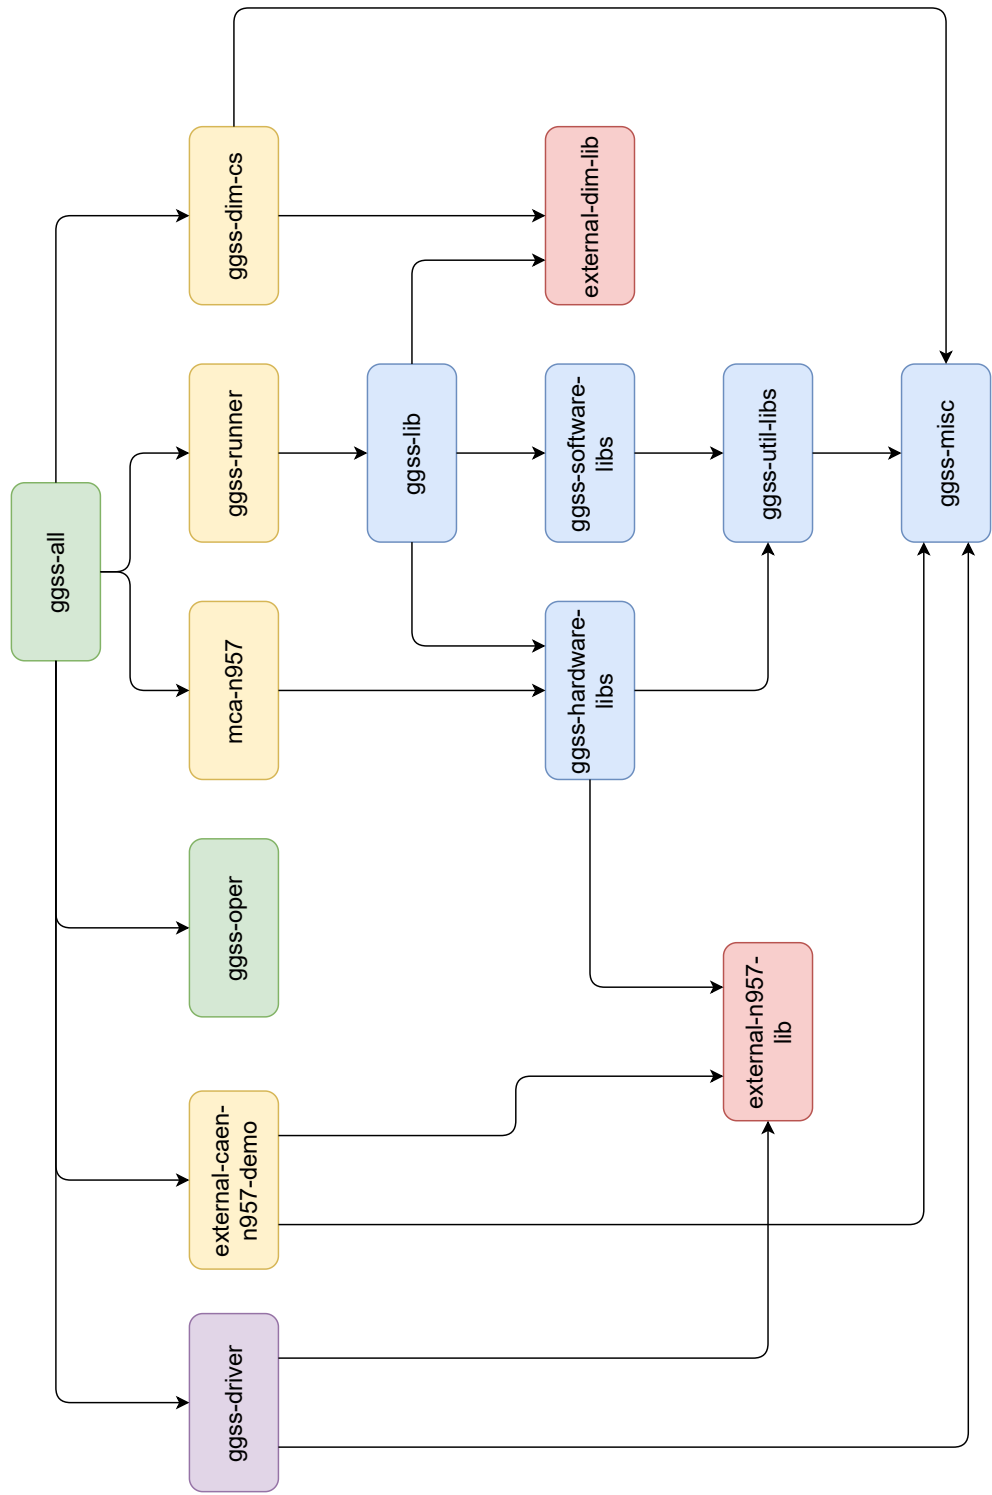 ggss-all
ggss-driver
external-caen-
n957-demo
ggss-oper
mca-n957
ggss-runner
ggss-dim-cs
ggss-lib
ggss-hardware-
libs
ggss-software-
libs
external-dim-lib
external-n957-
lib
ggss-util-libs
ggss-misc